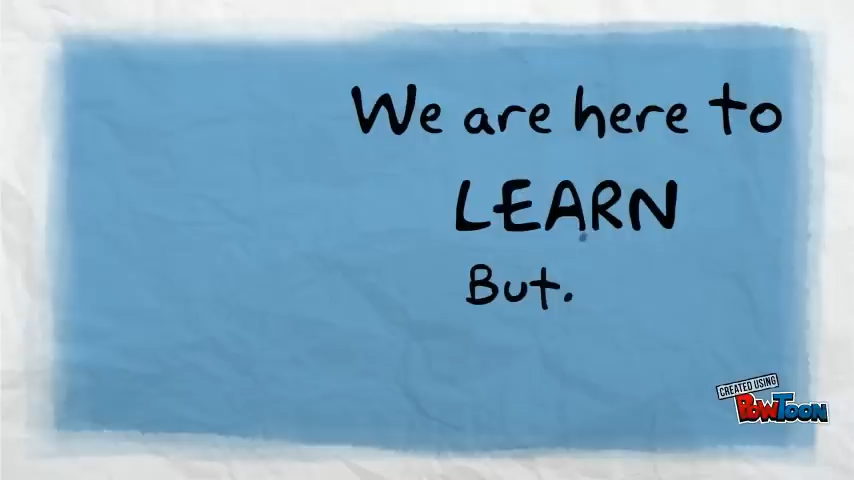 We are here to
LEARN
But.
CREATED USING
POWTOON